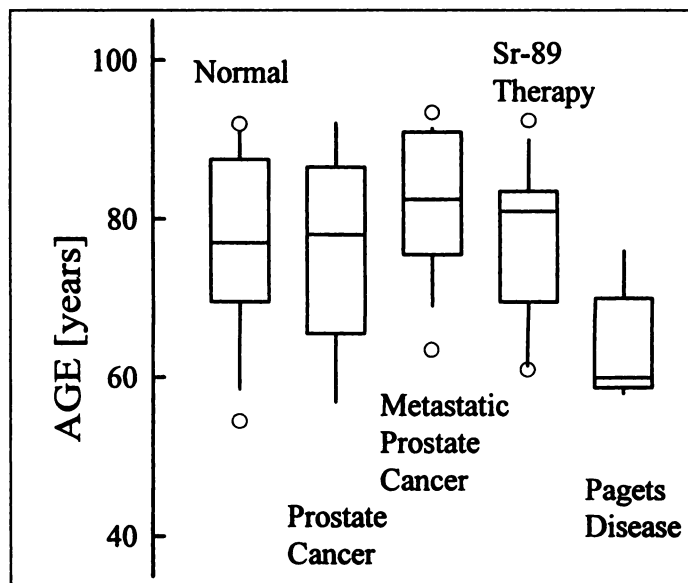 AGE [years]
100
80
60
40
Normal
Prostate
Cancer
Metastatic
Prostate
Cancer
Sr-89
Therapy
Pagets
Disease